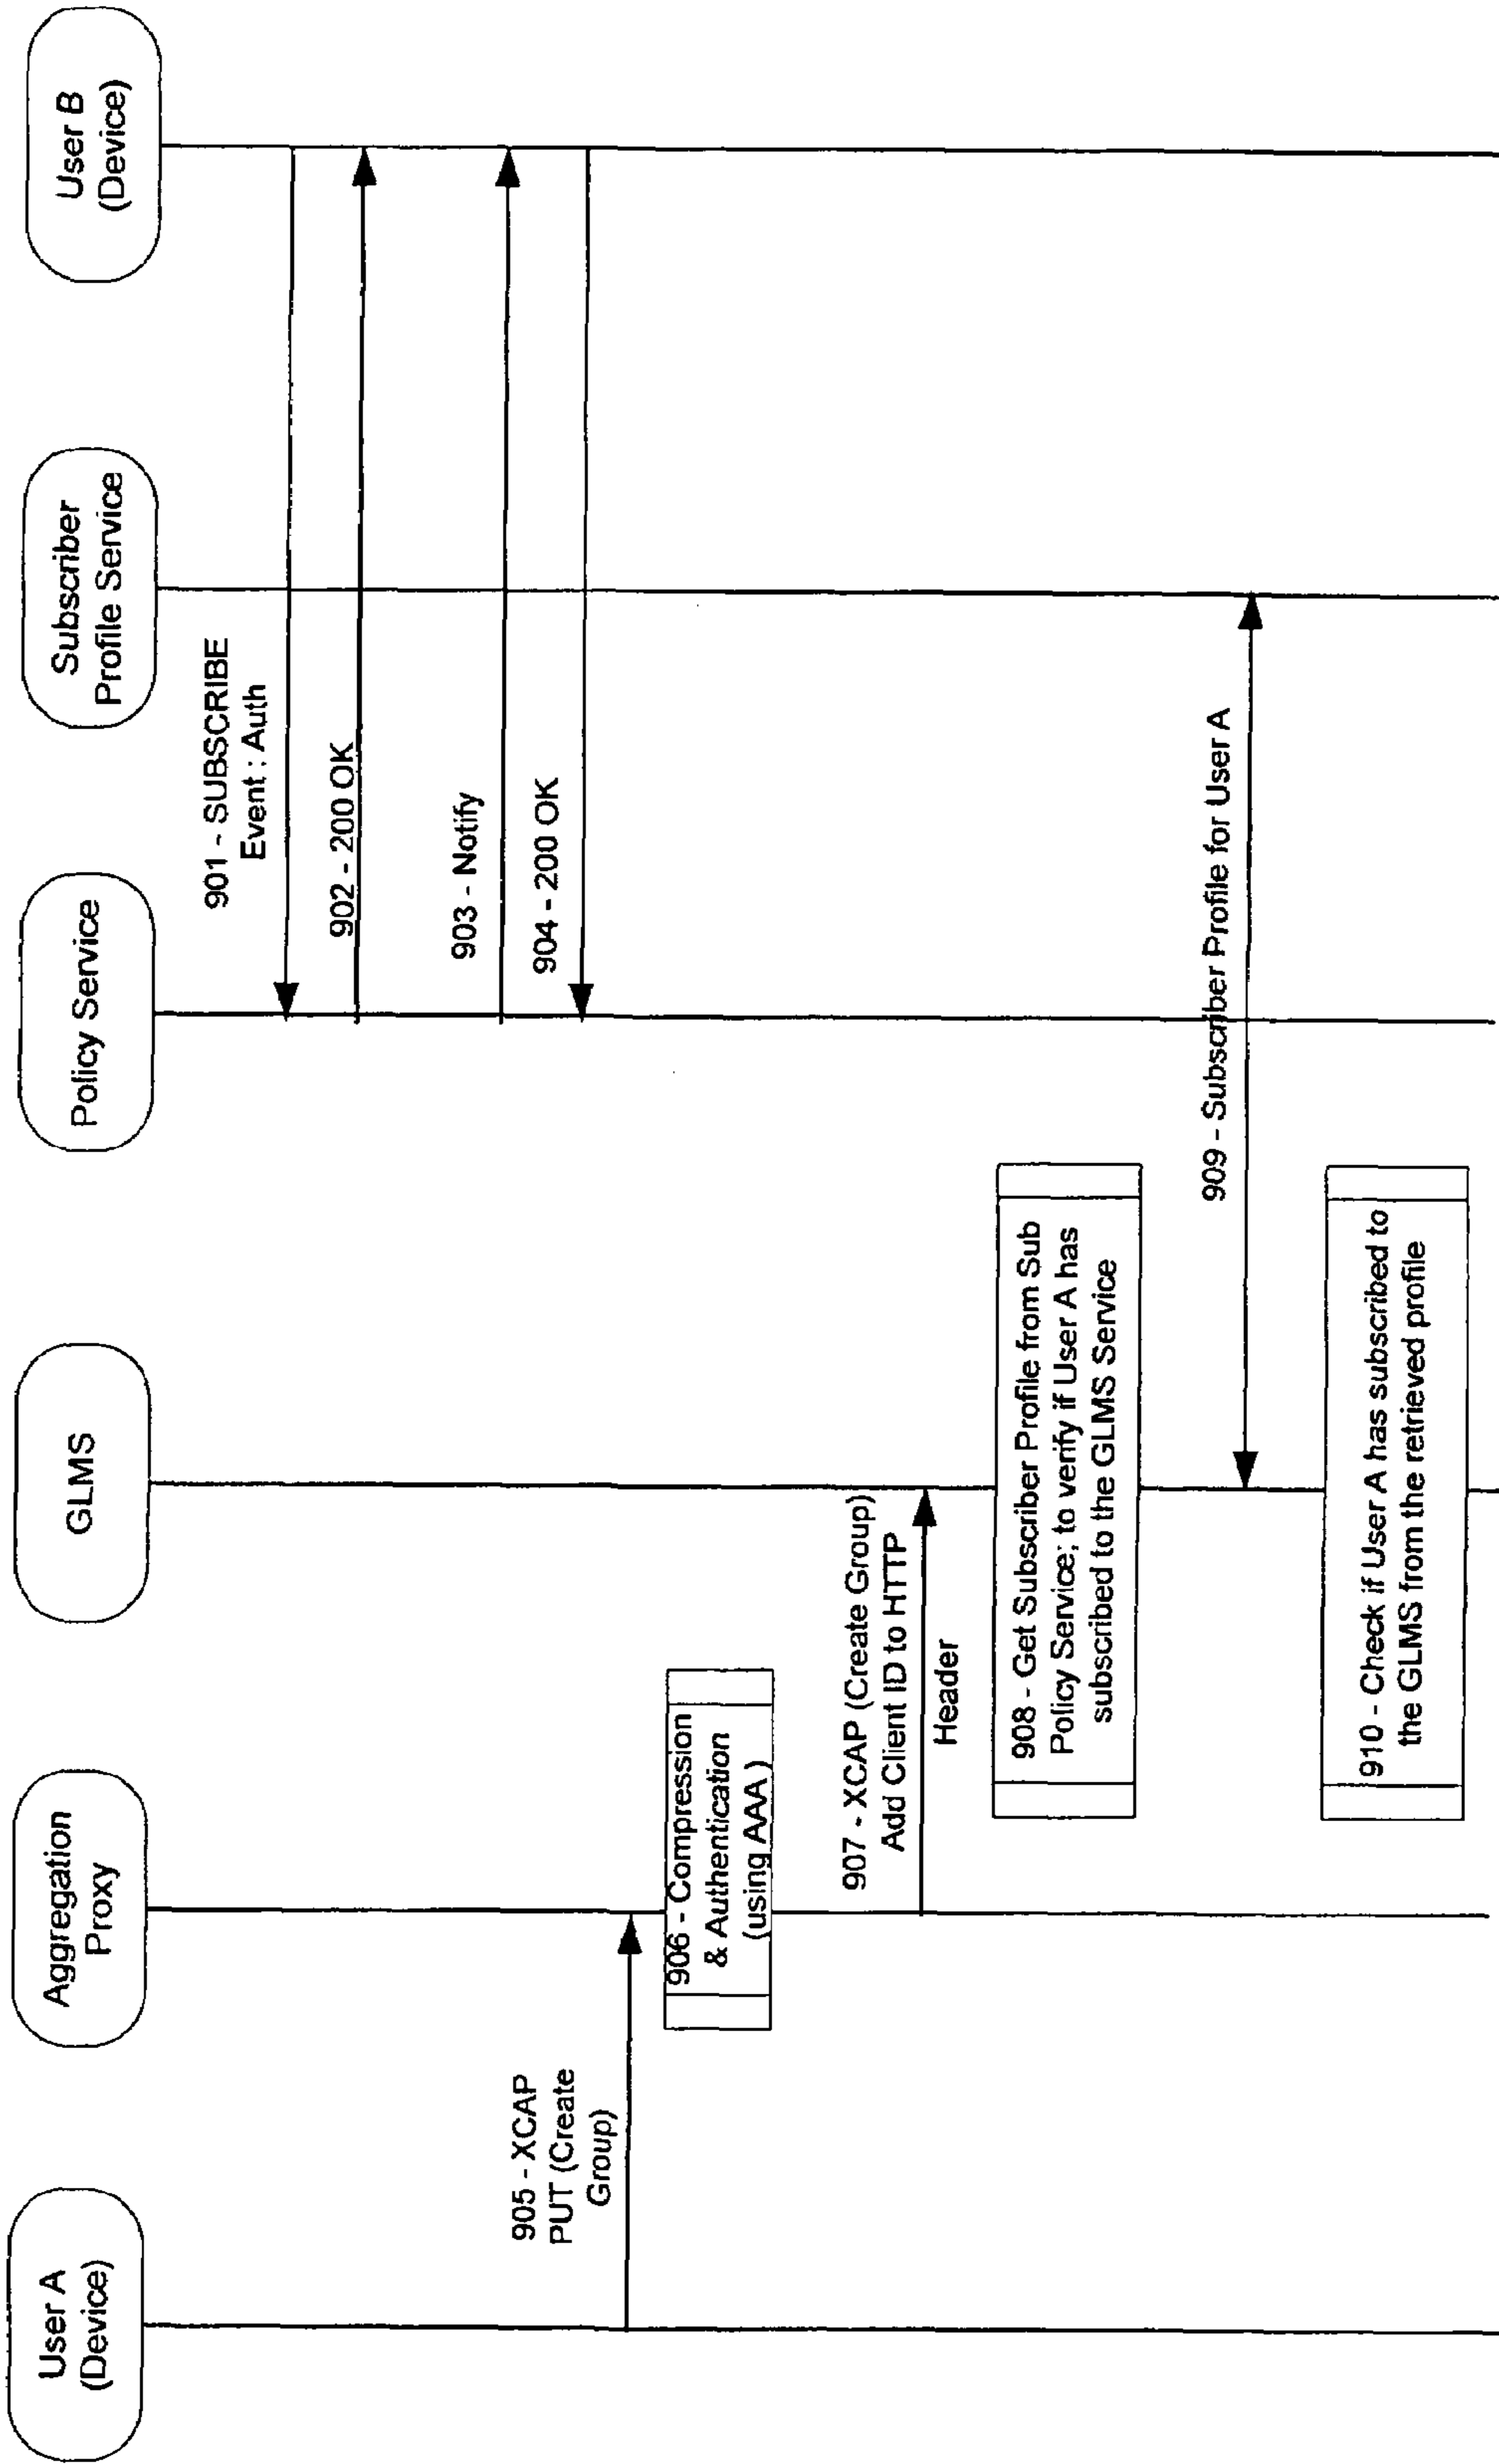 User A
(Device)
Aggregation
Proxy
GLMS
Policy Service
Subscriber
Profile Service
User B
(Device)
901 - SUBSCRIBE
Event : Auth
902 - 200 OK
903 - Notify
904 - 200 OK
905 - XCAP
PUT (Create
Group)
906 - Compression
& Authentication
(using AAA )
907 - XCAP (Create Group)
Add Client ID to HTTP
Header
908 - Get Subscriber Profile from Sub
Policy Service; to verify if User A has
subscribed to the GLMS Service
909 - Subscriber Profile for User A
910 - Check if User A has subscribed to
the GLMS from the retrieved profile